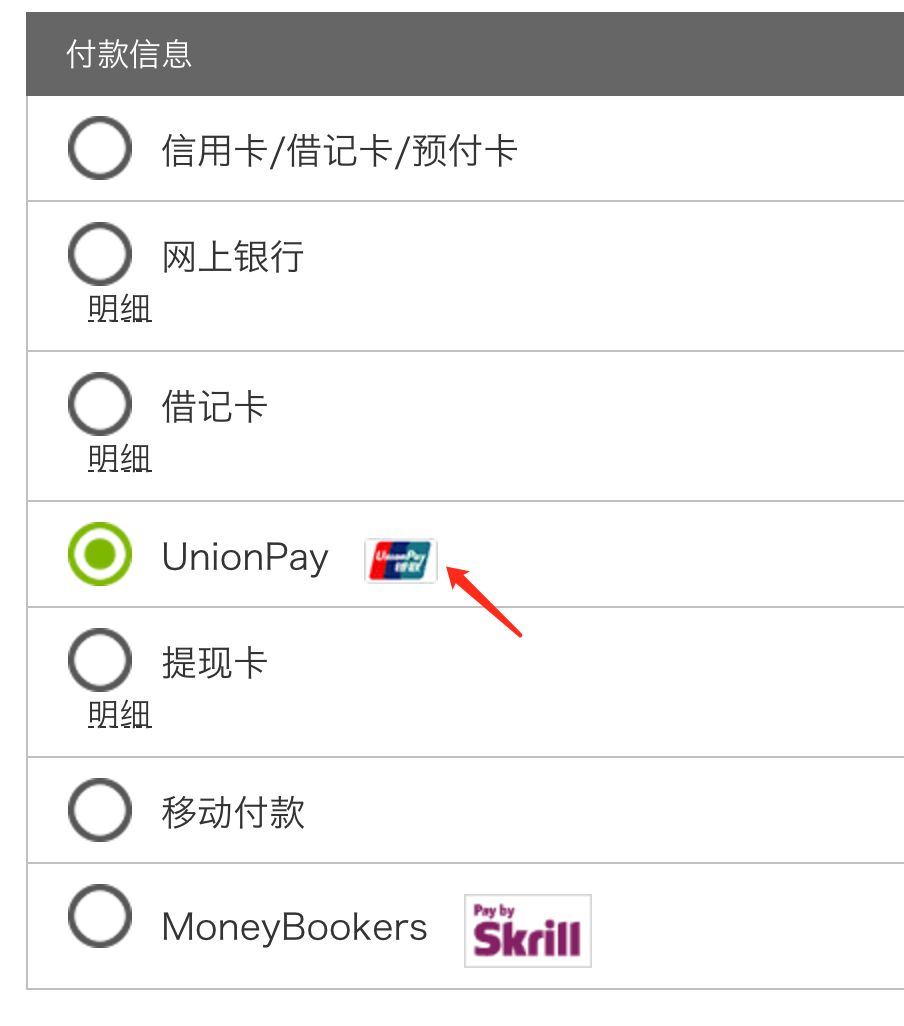 付款信息
信用卡/借记卡/预付卡
网上银行
明细
借记卡
明细
UnionPay UnionPay 银联
提现卡
明细
移动付款
MoneyBookers Pay by Skrill